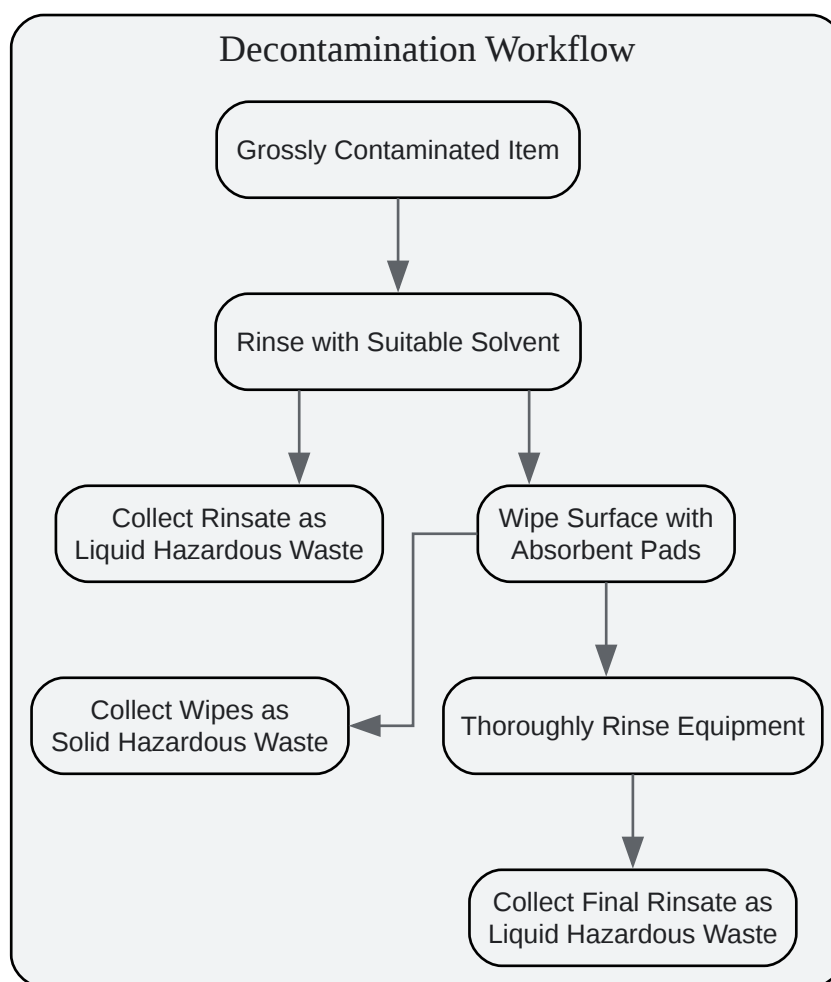 Decontamination Workflow
Grossly Contaminated Item
Rinse with Suitable Solvent
Collect Rinsate as
Liquid Hazardous Waste
Wipe Surface with
Absorbent Pads
Collect Wipes as
Solid Hazardous Waste
Thoroughly Rinse Equipment
Collect Final Rinsate as
Liquid Hazardous Waste